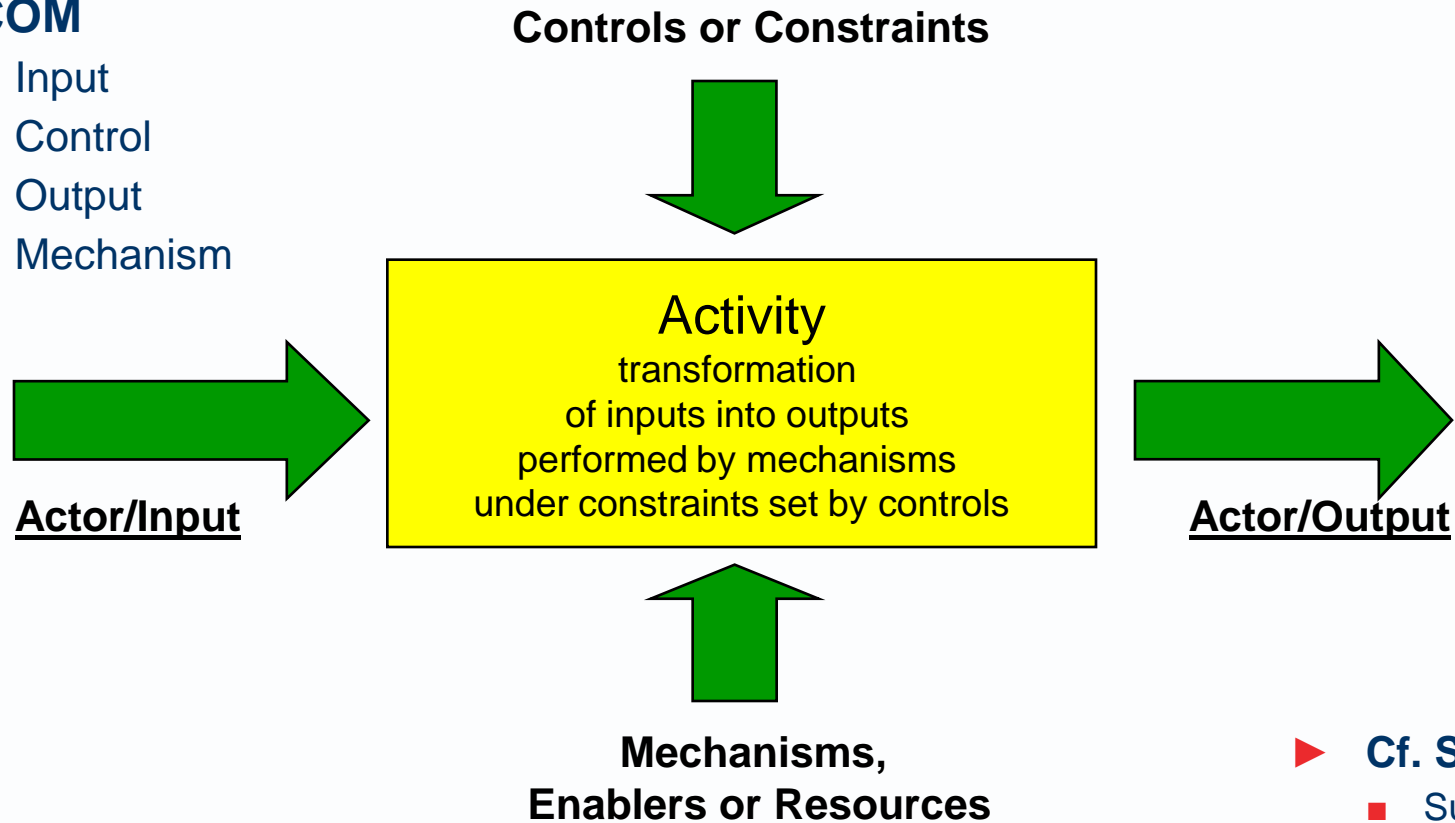 COM
Input
Control
Output
Mechanism
Controls or Constraints
Activity
transformation
of inputs into outputs
performed by mechanisms
under constraints set by controls
Actor/Input
Actor/Output
Mechanisms,
Enablers or Resources
Cf. S
Su